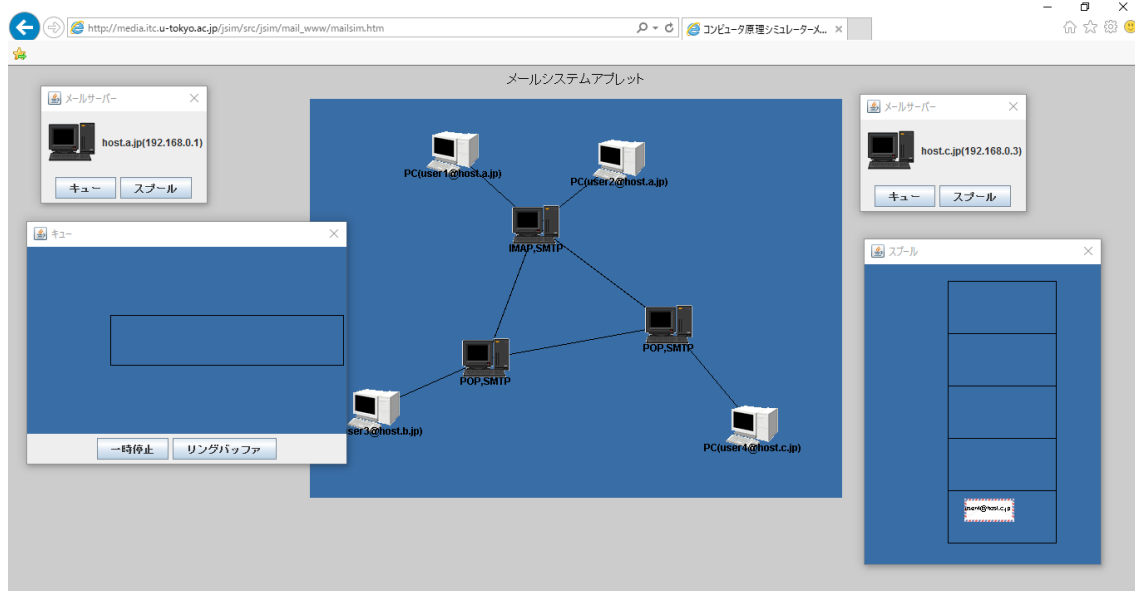 http://media.itc.u-tokyo.ac.jp/jsim/src/jsim/mail_www/mailsim.htm
コンピュータ原理シミュレーターメ...
メールシステムアプレット
メールサーバー
host.a.jp(192.168.0.1)
キュー スプール
キュー
一時停止 リングバッファ
PC(user1@host.a.jp)
PC(user2@host.a.jp)
IMAP,SMTP
POP,SMTP
POP,SMTP
ser3@host.b.jp)
PC(user4@host.c.jp)
メールサーバー
host.c.jp(192.168.0.3)
キュー スプール
スプール
user4@host.c.jp